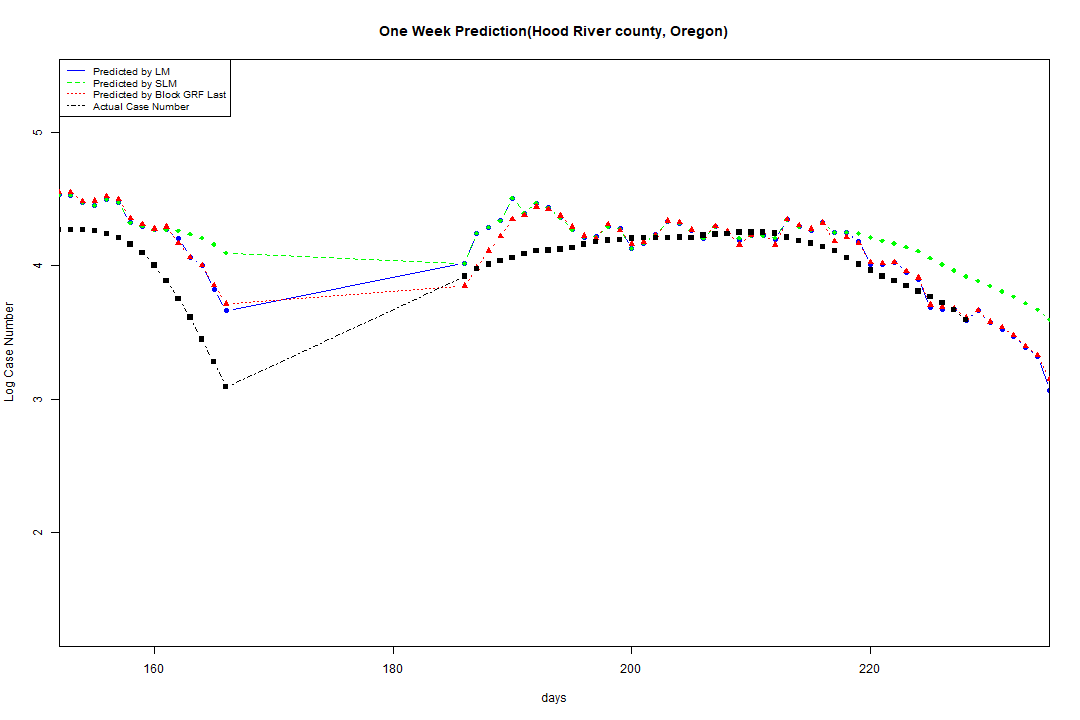 One Week Prediction(Hood River county, Oregon)
Predicted by LM
Predicted by SLM
Predicted by Block GRF Last
Actual Case Number
5
4
3
2
Log Case Number
160 180 200 220
days